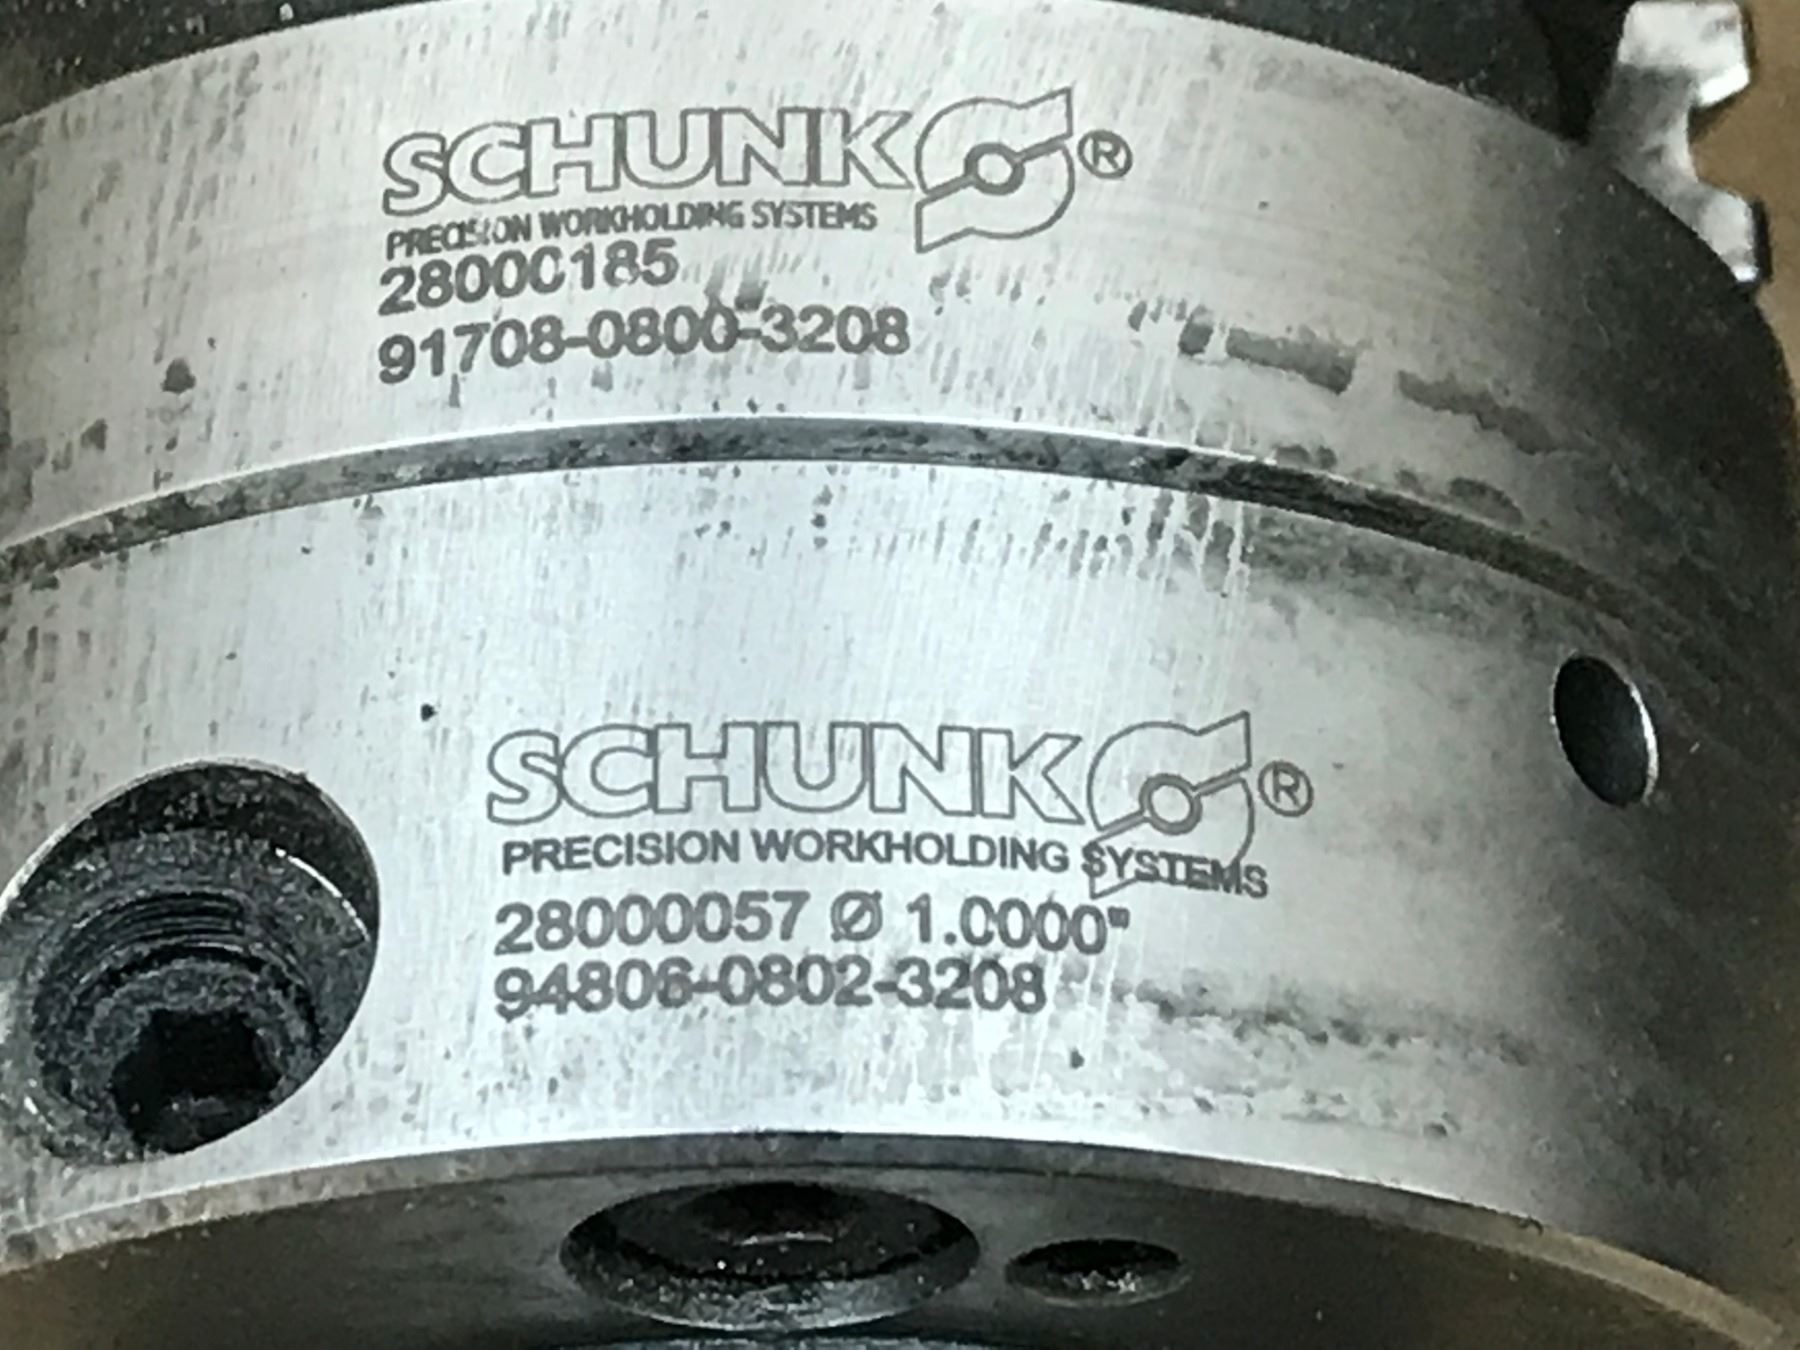 SCHUNK ®
PRECISION WORKHOLDING SYSTEMS
28000185
91708-0800-3208
SCHUNK ®
PRECISION WORKHOLDING SYSTEMS
28000057 Ø 1.0000"
94806-0802-3208